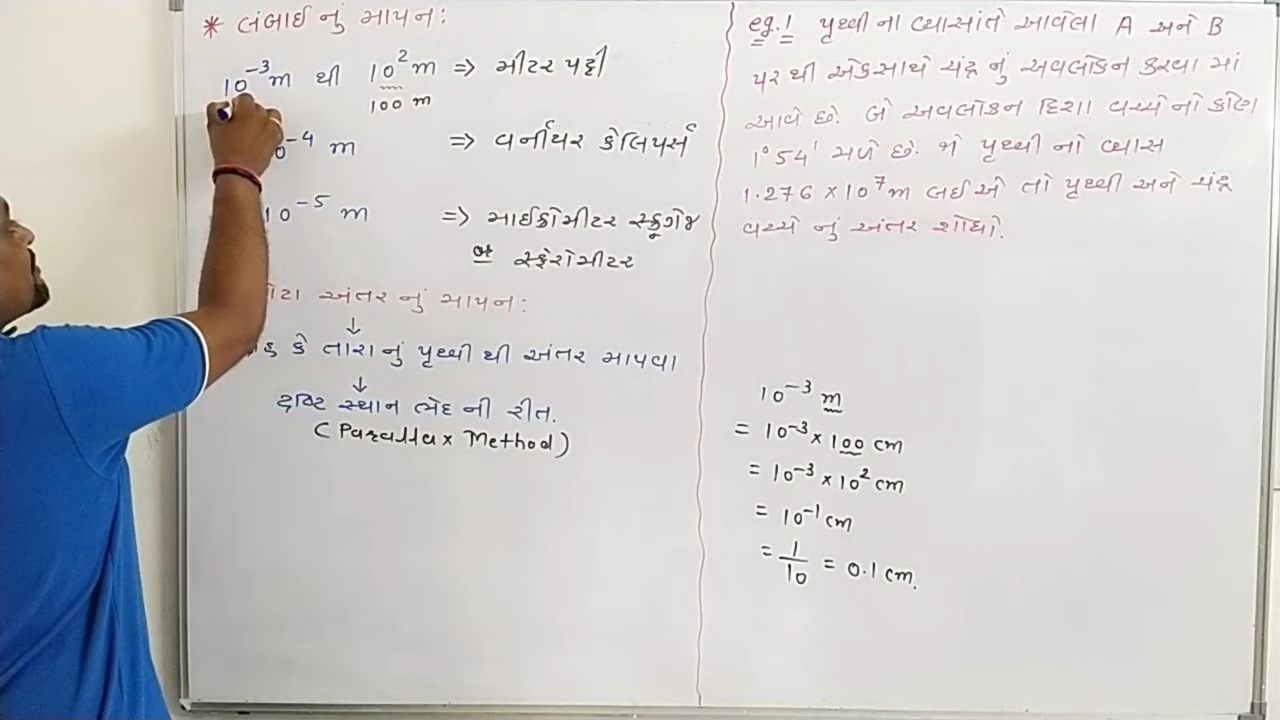 * લંબાઈ નું માપન:
10⁻³m થી 10²m ⇒ મીટર પટ્ટી
100 m
⁻⁴ m ⇒ વર્નીયર કેલિપર્સ
10⁻⁵ m ⇒ માઈક્રોમીટર સ્ક્રૂગેજ
or સ્ફેરોમીટર
અંતર નું માપન:
↓
કે તારા નું પૃથ્વી થી અંતર માપવા
↓
દ્રષ્ટિ સ્થાન ભેદ ની રીત.
(Parallax Method)
eg.1 પૃથ્વી ના વ્યાસાંતે આવેલા A અને B
પર થી એકસાથે ચંદ્ર નું અવલોકન કરવા માં
આવે છે. બે અવલોકન દિશા વચ્ચે નો કોણ
1°54' મળે છે. જો પૃથ્વી નો વ્યાસ
1.276 × 10⁷ m લઈએ તો પૃથ્વી અને ચંદ્ર
વચ્ચે નું અંતર શોધો.
10⁻³ m
= 10⁻³ × 100 cm
= 10⁻³ × 10² cm
= 10⁻¹ cm
= 1/10 = 0.1 cm.